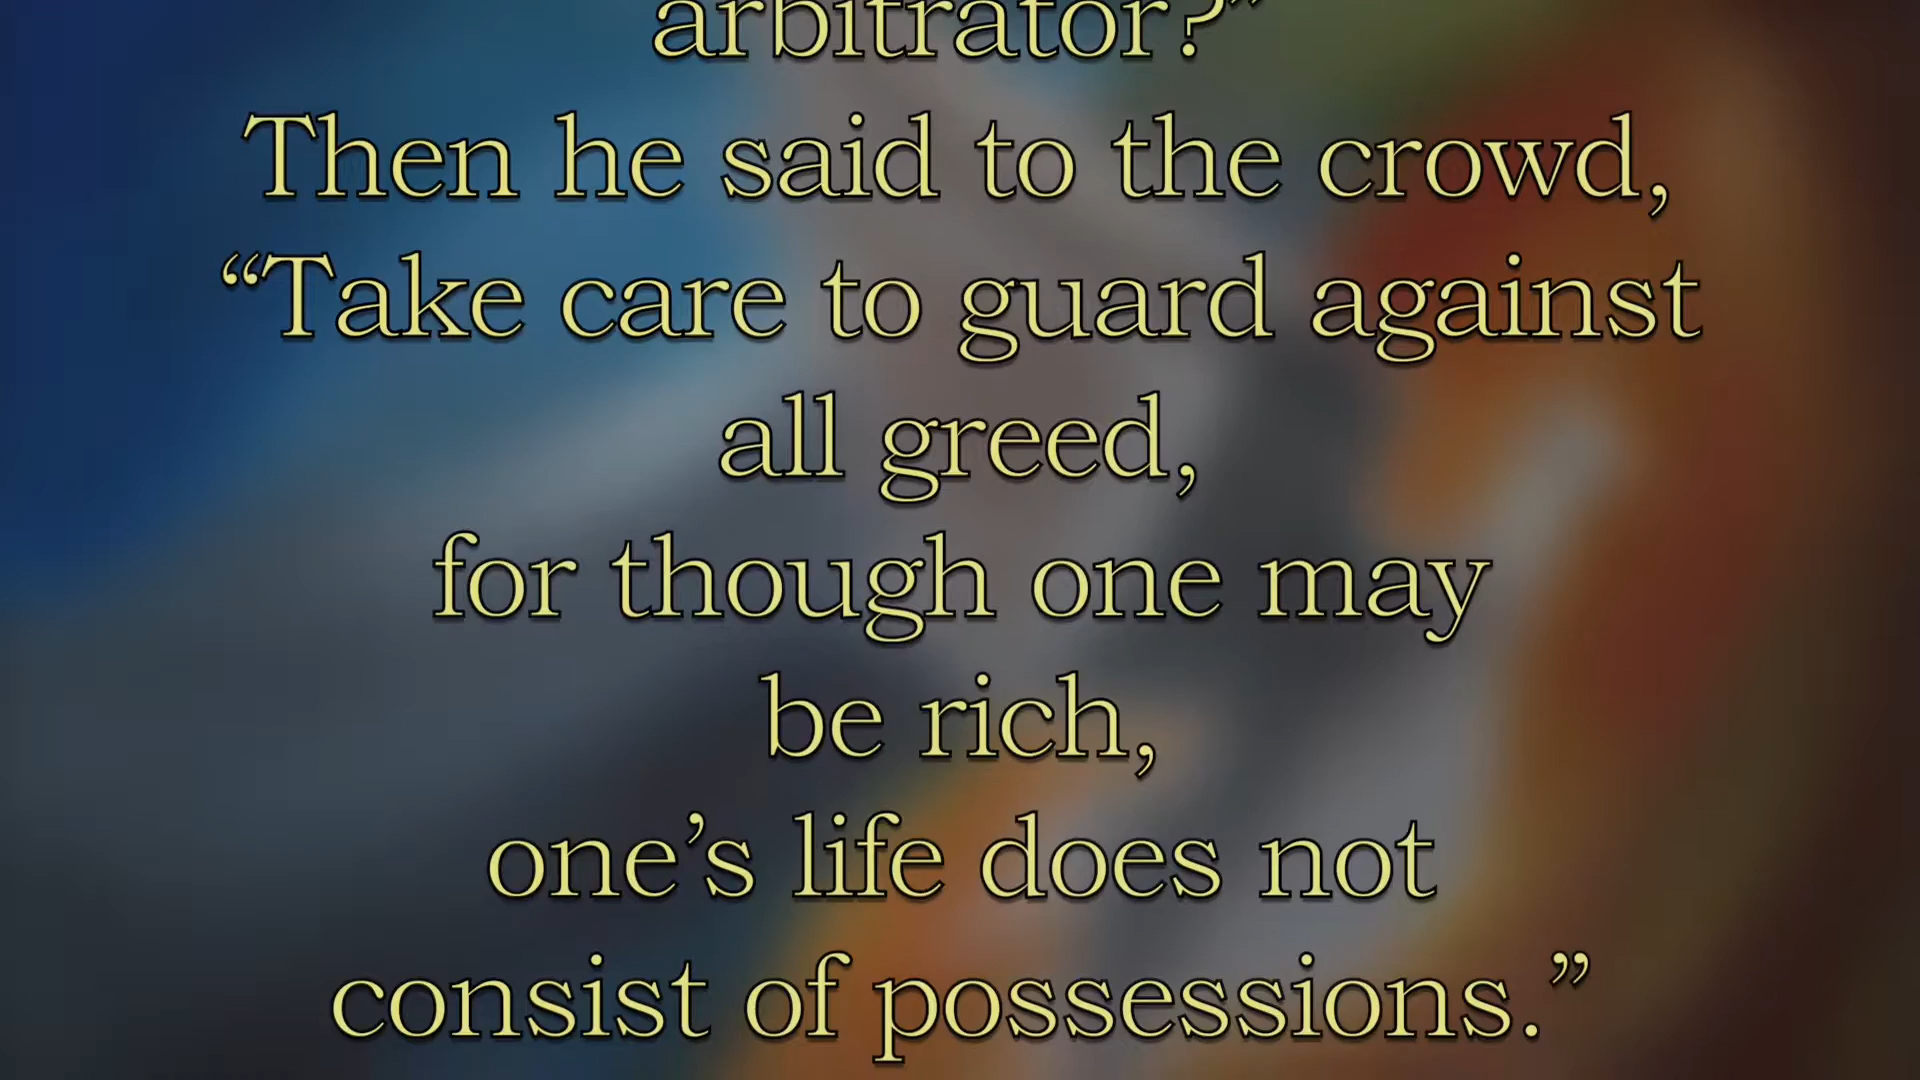 arbitrator?”
Then he said to the crowd,
“Take care to guard against
all greed,
for though one may
be rich,
one’s life does not
consist of possessions.”